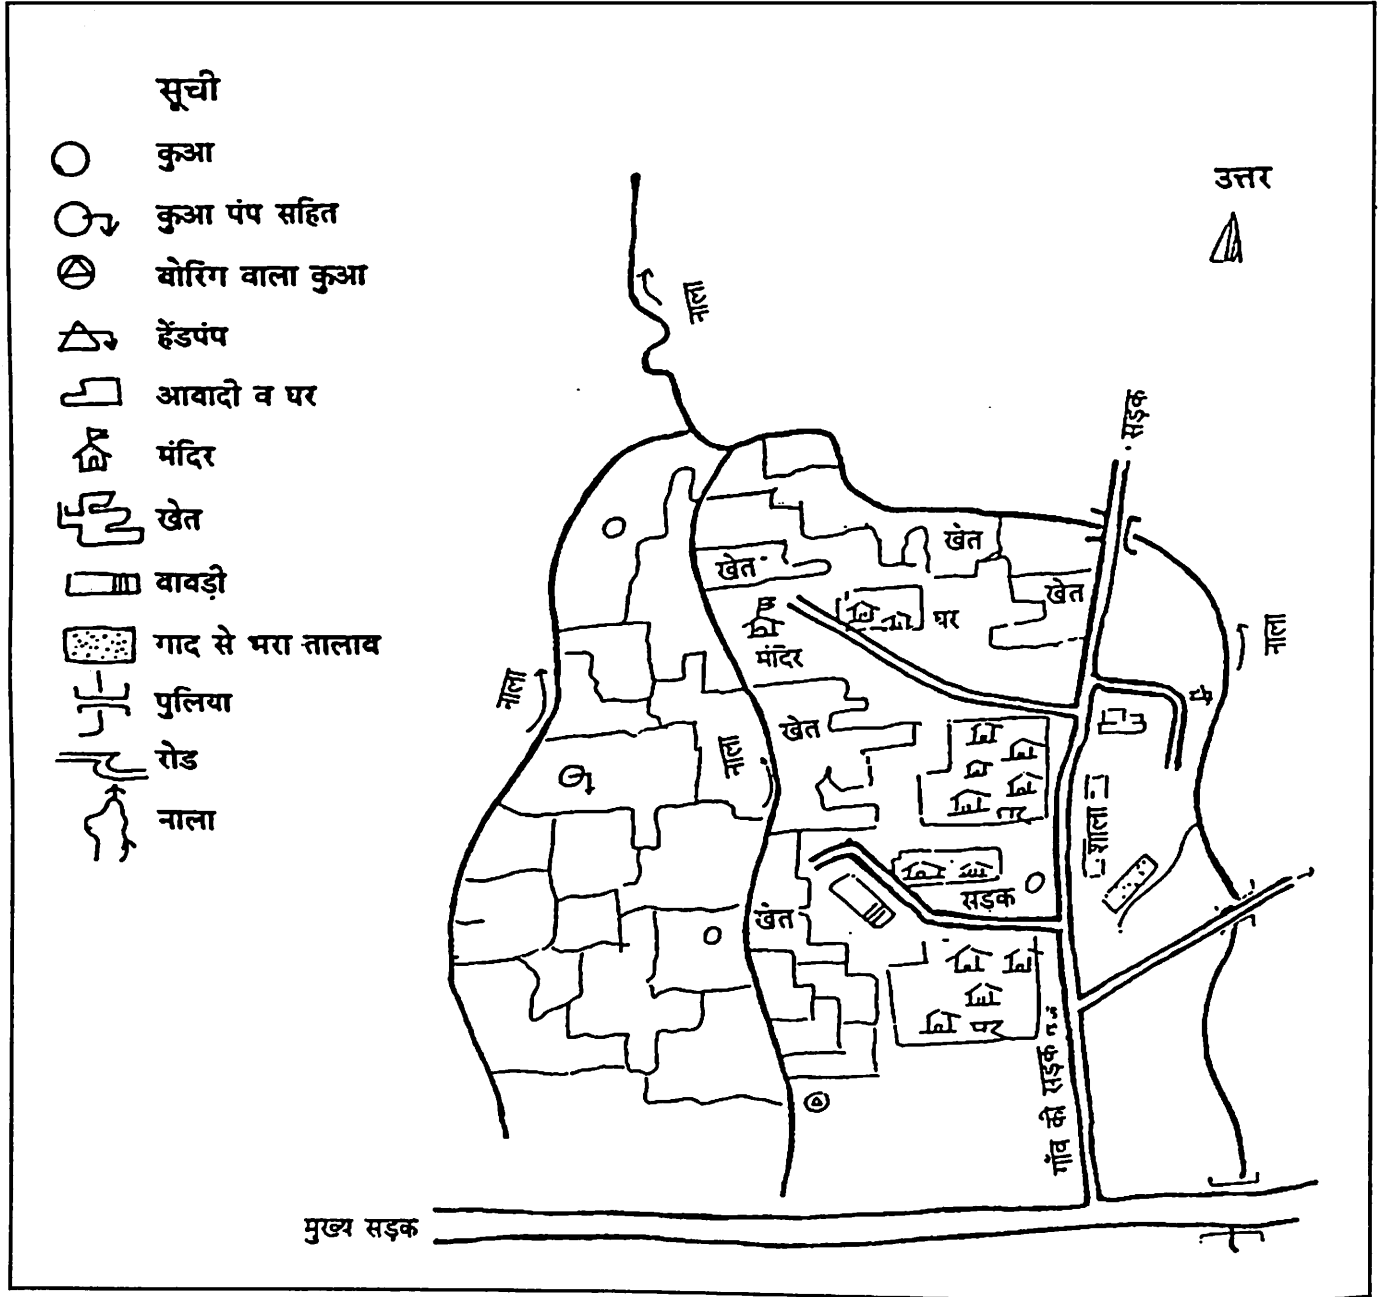 सूची
कुआ
कुआ पंप सहित
बोरिंग वाला कुआ
हेंडपंप
आवादो व घर
मंदिर
खेत
वावड़ी
गाद से भरा तालाव
पुलिया
रोड
नाला
उत्तर
नाला
सड़क
खेत
खेत
खेत
घर
मंदिर
नाला
नाला
खेत
नाला
शाला
सड़क
खेत
घर
गाँव की सड़क
मुख्य सड़क